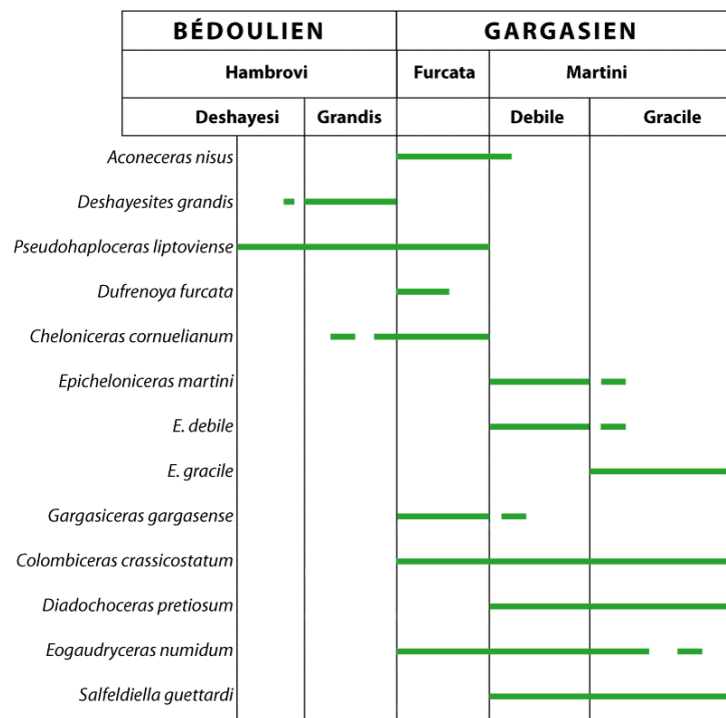 BÉDOULIEN GARGASIEN
Hambrovi Furcata Martini
Deshayesi Grandis Debile Gracile
Aconeceras nisus
Deshayesites grandis
Pseudohaploceras liptoviense
Dufrenoya furcata
Cheloniceras cornuelianum
Epicheloniceras martini
E. debile
E. gracile
Gargasiceras gargasense
Colombiceras crassicostatum
Diadochoceras pretiosum
Eogaudryceras numidum
Salfeldiella guettardi